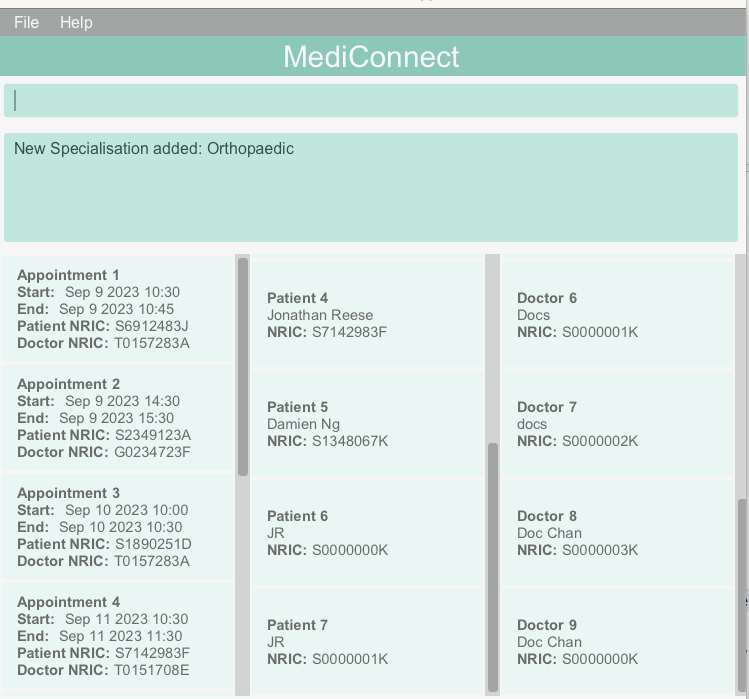 File Help
MediConnect
New Specialisation added: Orthopaedic
Appointment 1
Start: Sep 9 2023 10:30
End: Sep 9 2023 10:45
Patient NRIC: S6912483J
Doctor NRIC: T0157283A
Appointment 2
Start: Sep 9 2023 14:30
End: Sep 9 2023 15:30
Patient NRIC: S2349123A
Doctor NRIC: G0234723F
Appointment 3
Start: Sep 10 2023 10:00
End: Sep 10 2023 10:30
Patient NRIC: S1890251D
Doctor NRIC: T0157283A
Appointment 4
Start: Sep 11 2023 10:30
End: Sep 11 2023 11:30
Patient NRIC: S7142983F
Doctor NRIC: T0151708E
Patient 4
Jonathan Reese
NRIC: S7142983F
Patient 5
Damien Ng
NRIC: S1348067K
Patient 6
JR
NRIC: S0000000K
Patient 7
JR
NRIC: S0000001K
Doctor 6
Docs
NRIC: S0000001K
Doctor 7
docs
NRIC: S0000002K
Doctor 8
Doc Chan
NRIC: S0000003K
Doctor 9
Doc Chan
NRIC: S0000000K